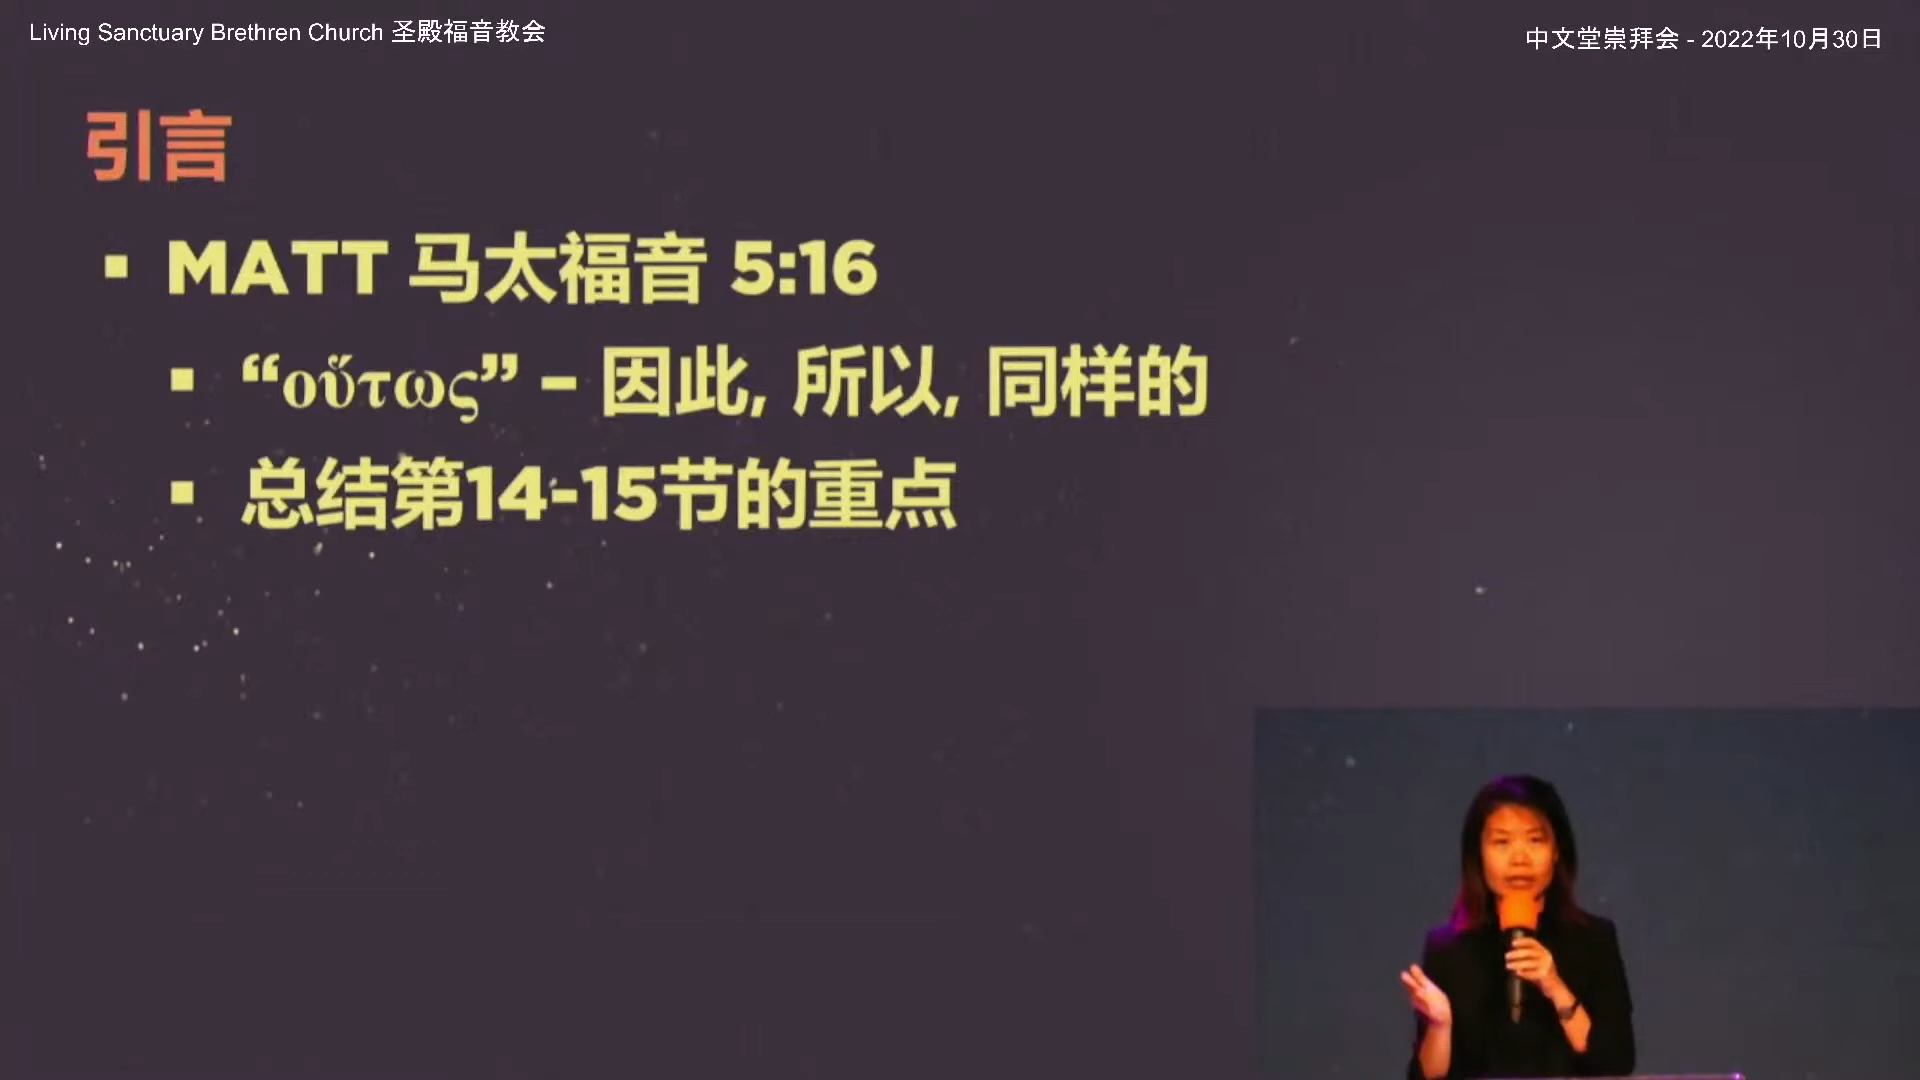 Living Sanctuary Brethren Church 圣殿福音教会
中文堂崇拜会 - 2022年10月30日
引言
▪ MATT 马太福音 5:16
▪ “οὕτως” – 因此, 所以, 同样的
▪ 总结第14-15节的重点